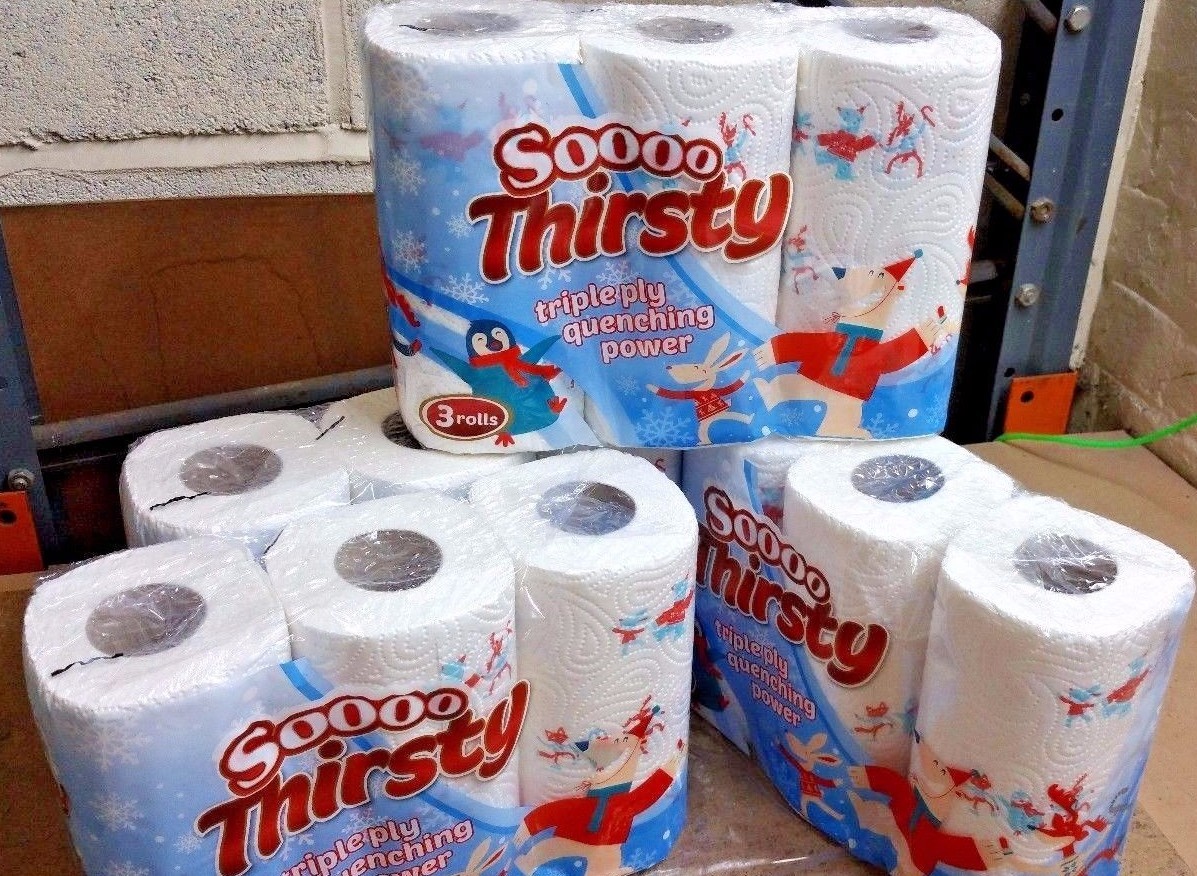 Soooo
Thirsty
triple ply
quenching
power
3 rolls
Soooo
Thirsty
triple ply
quenching
power
Soooo
Thirsty
triple ply
quenching
power